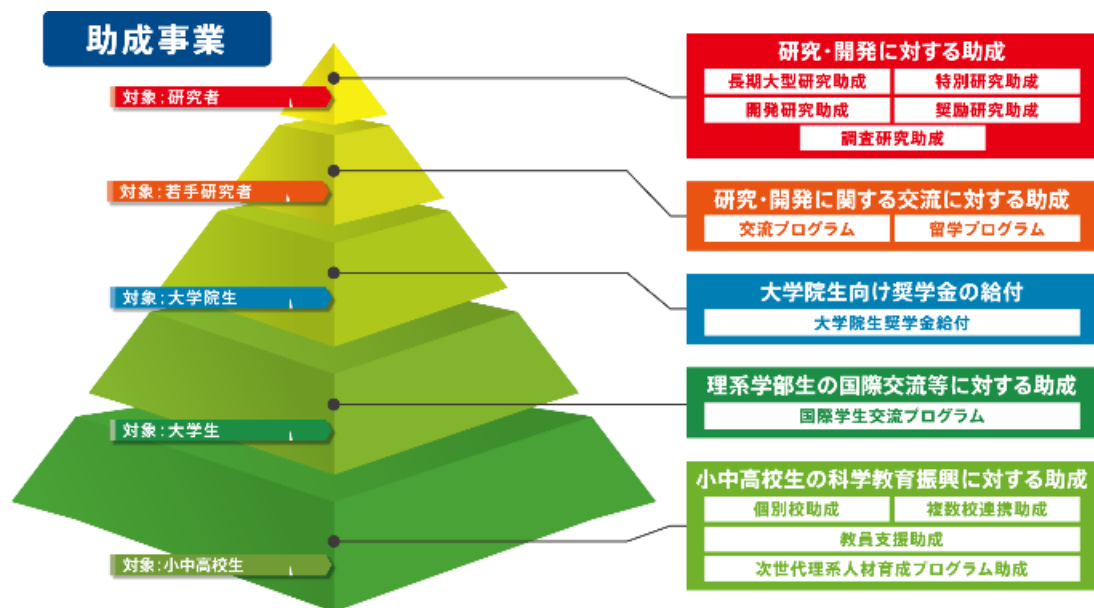 助成事業
対象:研究者
研究・開発に対する助成
長期大型研究助成 特別研究助成
開発研究助成 奨励研究助成
調査研究助成
対象:若手研究者
研究・開発に関する交流に対する助成
交流プログラム 留学プログラム
対象:大学院生
大学院生向け奨学金の給付
大学院生奨学金給付
対象:大学生
理系学部生の国際交流等に対する助成
国際学生交流プログラム
対象:小中高校生
小中高校生の科学教育振興に対する助成
個別校助成 複数校連携助成
教員支援助成
次世代理系人材育成プログラム助成